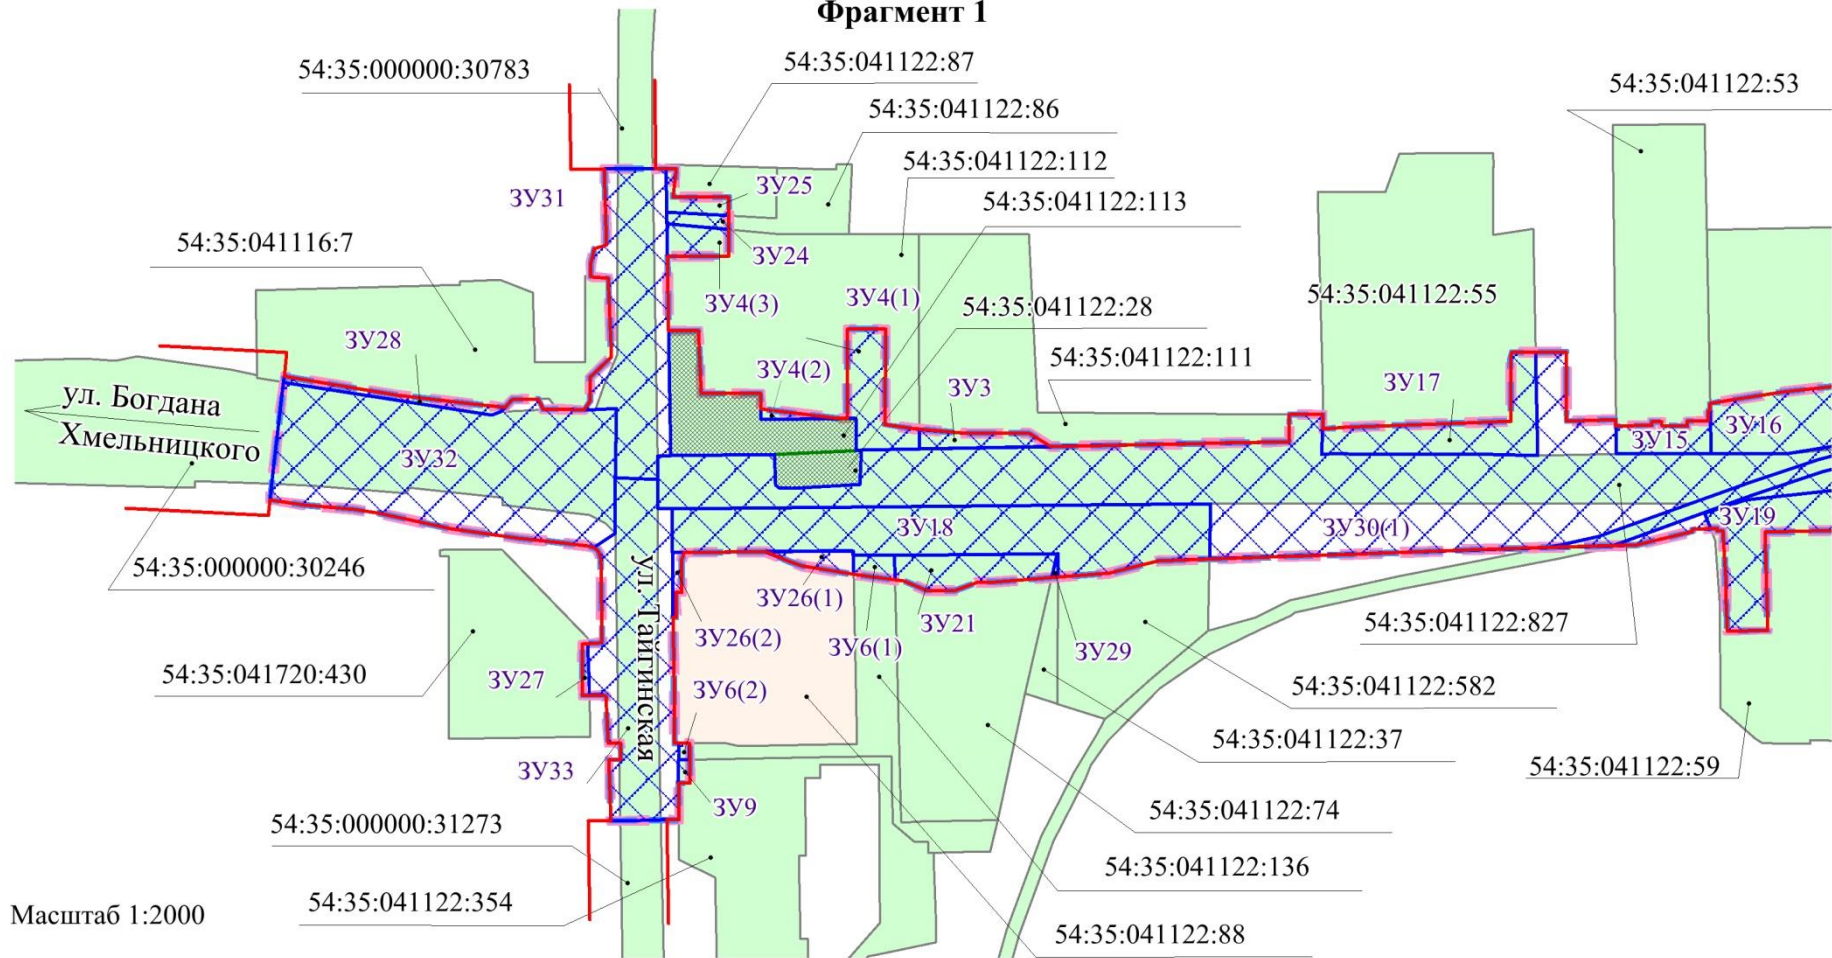 Фрагмент 1
54:35:000000:30783
54:35:041122:87
54:35:041122:53
54:35:041122:86
54:35:041122:112
ЗУ25
ЗУ31
54:35:041122:113
54:35:041116:7
ЗУ24
ЗУ4(3)
ЗУ4(1)
54:35:041122:55
54:35:041122:28
ЗУ28
54:35:041122:111
ЗУ4(2)
ЗУ3
ЗУ17
ул. Богдана
Хмельницкого
ЗУ32
ЗУ15
ЗУ16
ЗУ18
ЗУ30(1)
ЗУ19
54:35:000000:30246
ул. Тайгинская
ЗУ26(1)
ЗУ21
54:35:041122:827
ЗУ26(2)
ЗУ6(1)
ЗУ29
54:35:041720:430
ЗУ27
ЗУ6(2)
54:35:041122:582
54:35:041122:37
ЗУ33
54:35:041122:59
ЗУ9
54:35:041122:74
54:35:000000:31273
54:35:041122:136
54:35:041122:354
Масштаб 1:2000
54:35:041122:88